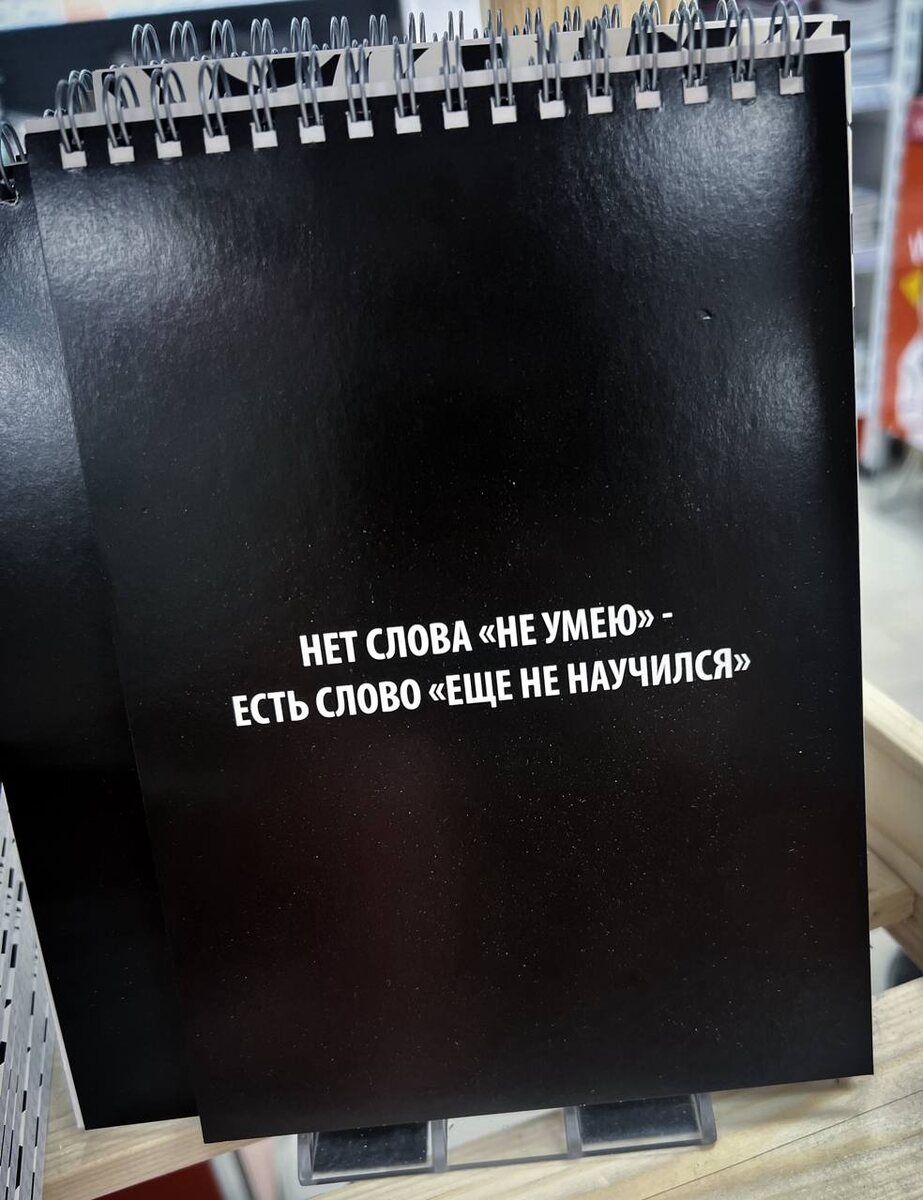 НЕТ СЛОВА «НЕ УМЕЮ» -
ЕСТЬ СЛОВО «ЕЩЕ НЕ НАУЧИЛСЯ»